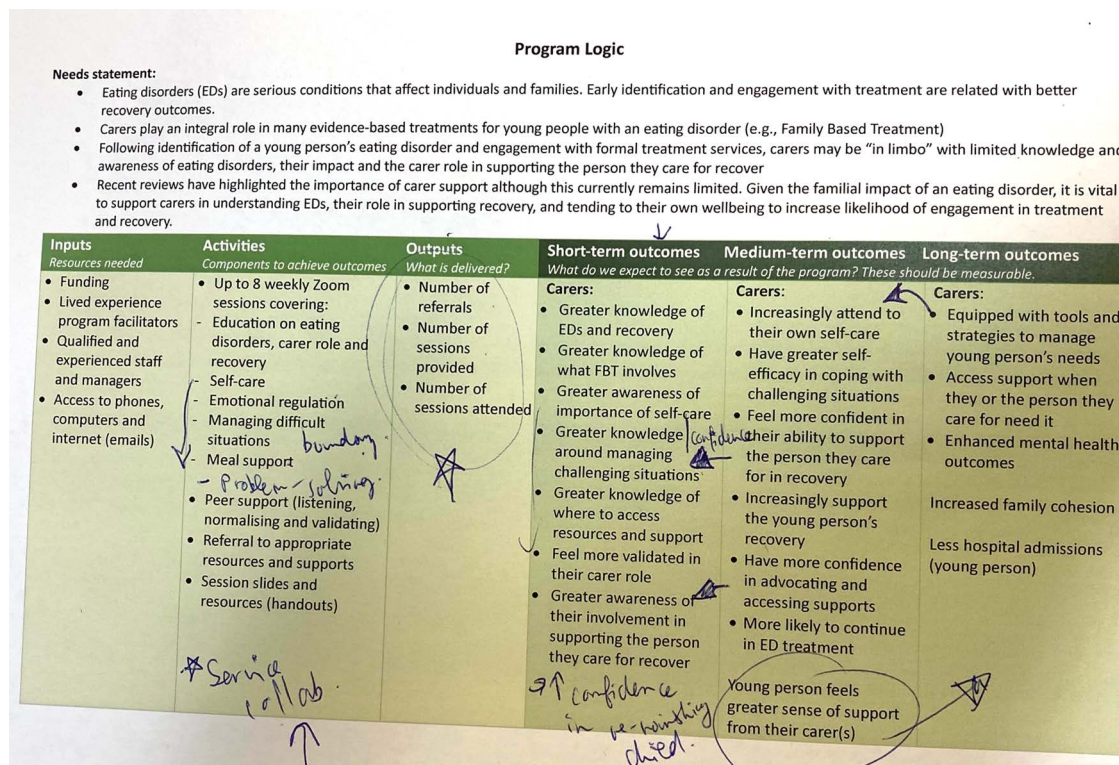 Program Logic
Needs statement:
• Eating disorders (EDs) are serious conditions that affect individuals and families. Early identification and engagement with treatment are related with better
recovery outcomes.
• Carers play an integral role in many evidence-based treatments for young people with an eating disorder (e.g., Family Based Treatment)
• Following identification of a young person's eating disorder and engagement with formal treatment services, carers may be "in limbo" with limited knowledge and
awareness of eating disorders, their impact and the carer role in supporting the person they care for recover
• Recent reviews have highlighted the importance of carer support although this currently remains limited. Given the familial impact of an eating disorder, it is vital
to support carers in understanding EDs, their role in supporting recovery, and tending to their own wellbeing to increase likelihood of engagement in treatment
and recovery.
Inputs
Resources needed
• Funding
• Lived experience
program facilitators
• Qualified and
experienced staff
and managers
• Access to phones,
computers and
internet (emails)
Activities
Components to achieve outcomes
• Up to 8 weekly Zoom
sessions covering:
- Education on eating
disorders, carer role and
recovery
- Self-care
- Emotional regulation
- Managing difficult
situations
boundary.
- Meal support
- Problem-solving.
• Peer support (listening,
normalising and validating)
• Referral to appropriate
resources and supports
• Session slides and
resources (handouts)
Service
collab.
Outputs
What is delivered?
• Number of
referrals
• Number of
sessions
provided
• Number of
sessions attended
Short-term outcomes Medium-term outcomes Long-term outcomes
What do we expect to see as a result of the program? These should be measurable.
Carers:
• Greater knowledge of
EDs and recovery
• Greater knowledge of
what FBT involves
• Greater awareness of
importance of self-care
• Greater knowledge
confidence
around managing
challenging situations
• Greater knowledge of
where to access
resources and support
• Feel more validated in
their carer role
• Greater awareness of
their involvement in
supporting the person
they care for recover
→ ↑ confidence
in re-nourishing
child.
Carers:
• Increasingly attend to
their own self-care
• Have greater self-
efficacy in coping with
challenging situations
• Feel more confident in
their ability to support
the person they care
for in recovery
• Increasingly support
the young person's
recovery
• Have more confidence
in advocating and
accessing supports
• More likely to continue
in ED treatment
Young person feels
greater sense of support
from their carer(s)
Carers:
• Equipped with tools and
strategies to manage
young person's needs
• Access support when
they or the person they
care for need it
• Enhanced mental health
outcomes
Increased family cohesion
Less hospital admissions
(young person)